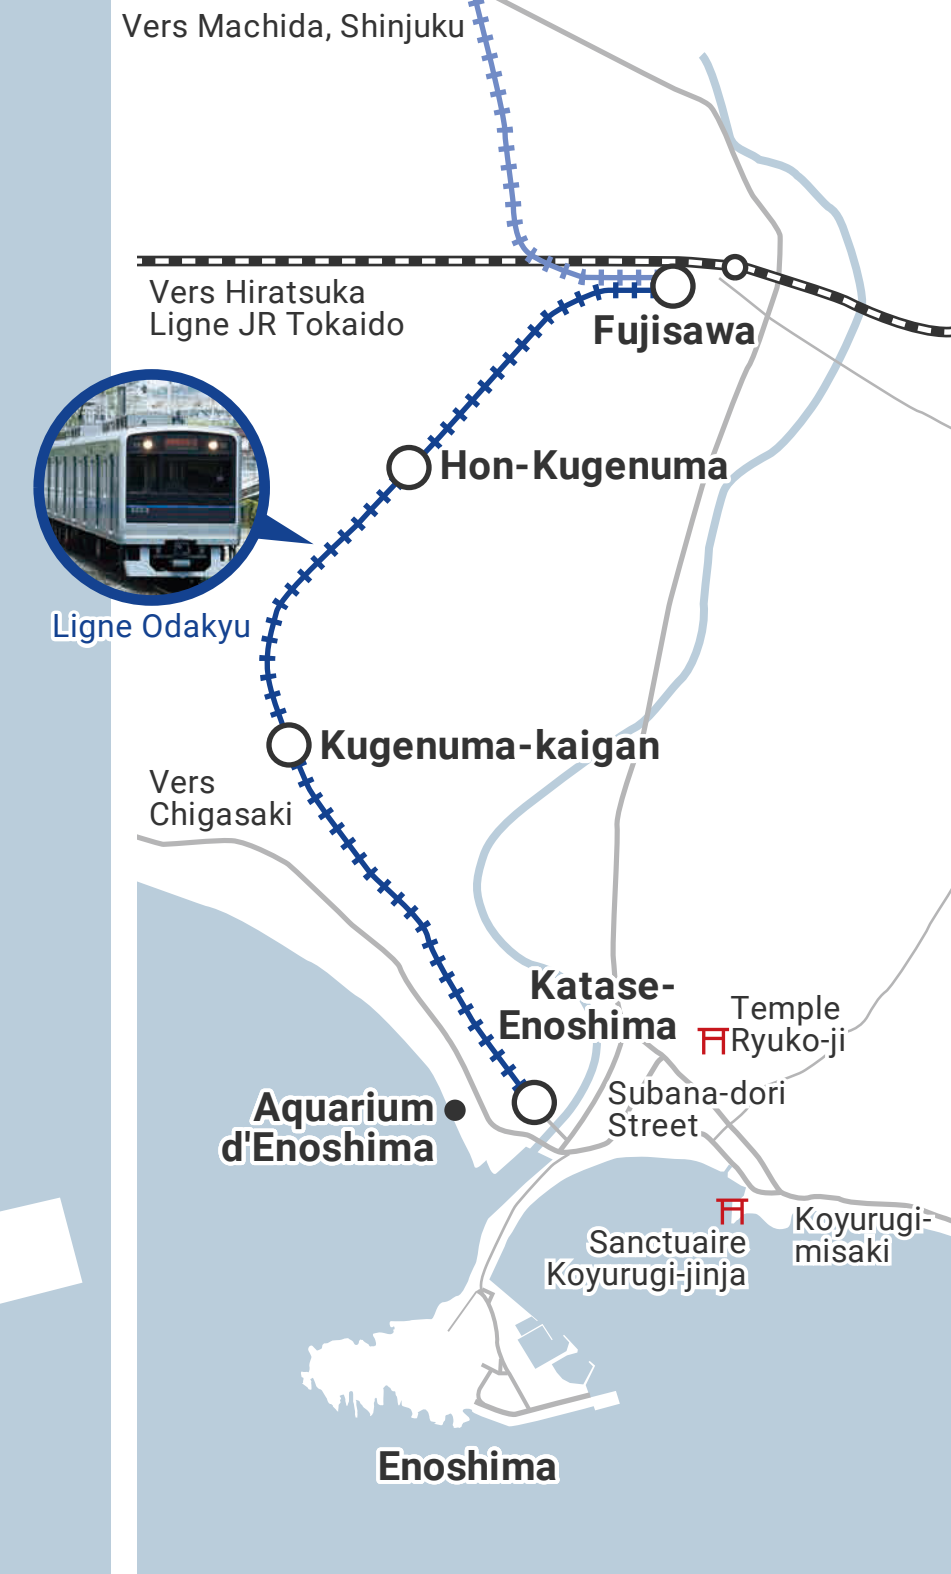 Vers Machida, Shinjuku
Vers Hiratsuka
Ligne JR Tokaido
Fujisawa
Hon-Kugenuma
Ligne Odakyu
Kugenuma-kaigan
Vers
Chigasaki
Katase-
Enoshima
Temple
Ryuko-ji
Subana-dori
Street
Aquarium
d'Enoshima
Koyurugi-
misaki
Sanctuaire
Koyurugi-jinja
Enoshima